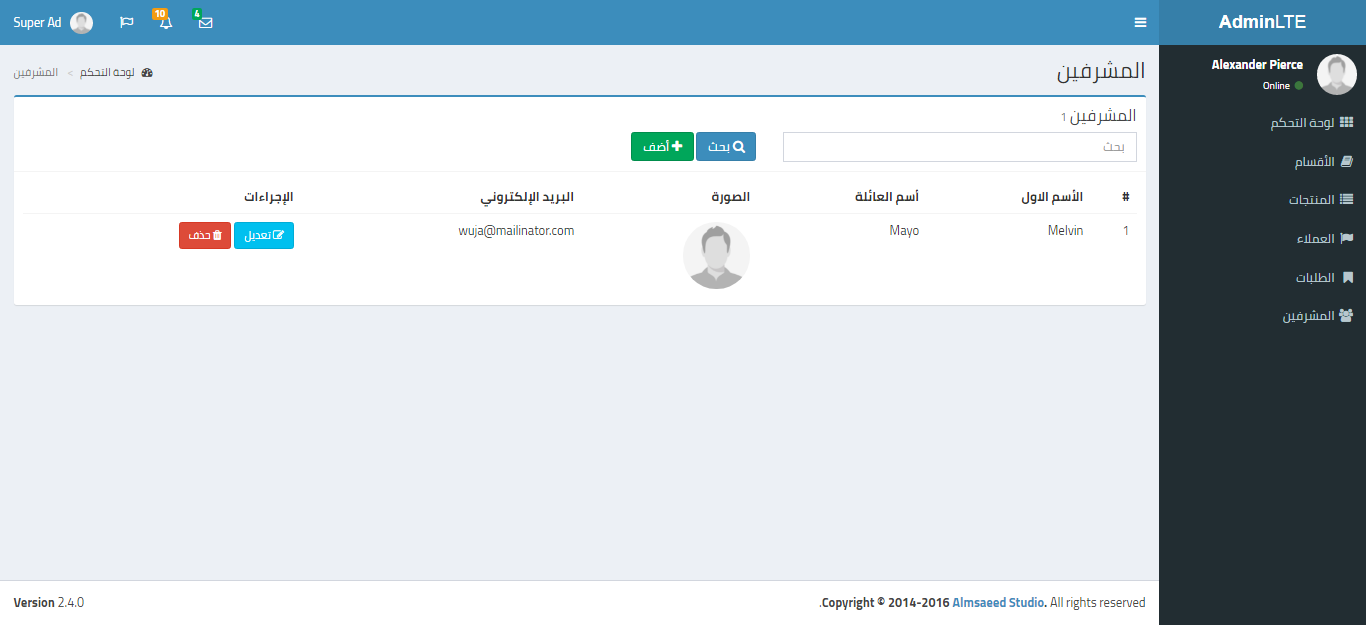 AdminLTE
4
10
Super Ad
Alexander Pierce
Online
لوحة التحكم
الأقسام
المنتجات
العملاء
الطلبات
المشرفين
المشرفين
لوحة التحكم > المشرفين
المشرفين 1
بحث
بحث
أضف
# الأسم الاول أسم العائلة الصورة البريد الإلكتروني الإجراءات
1 Melvin Mayo wuja@mailinator.com تعديل حذف
Copyright © 2014-2016 Almsaeed Studio. All rights reserved.
Version 2.4.0